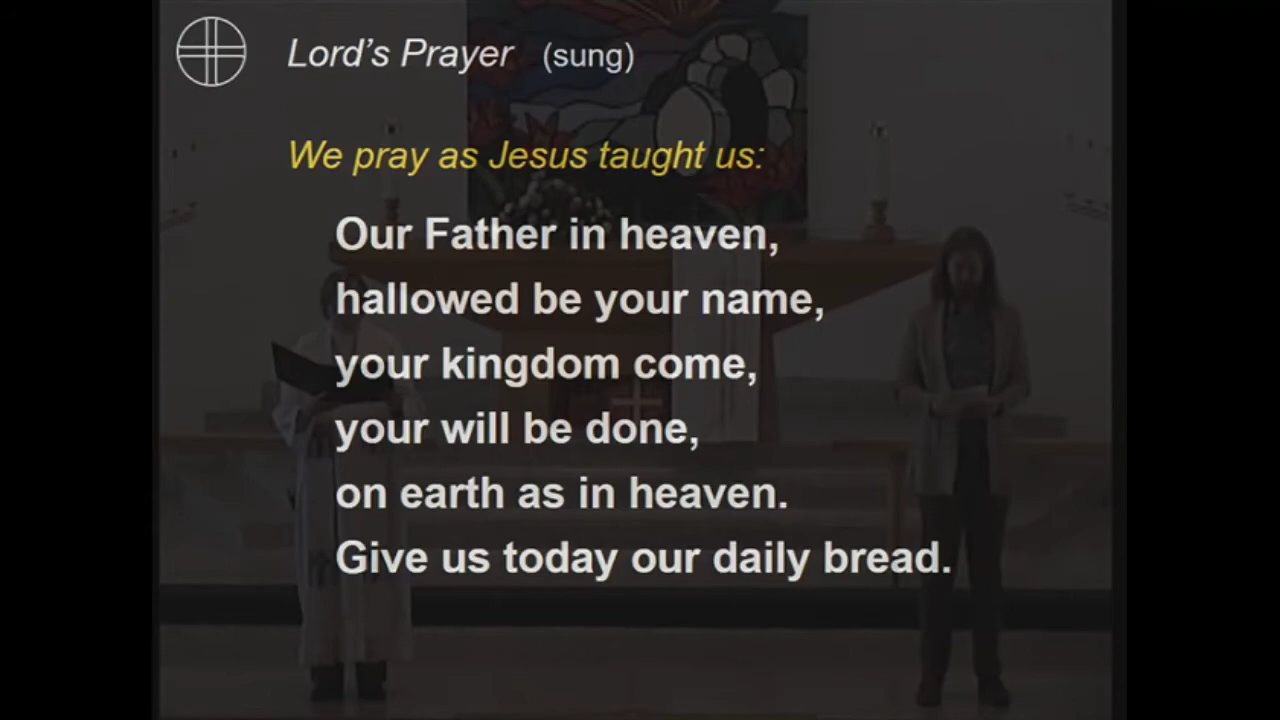 Lord's Prayer (sung)
We pray as Jesus taught us:
Our Father in heaven,
hallowed be your name,
your kingdom come,
your will be done,
on earth as in heaven.
Give us today our daily bread.